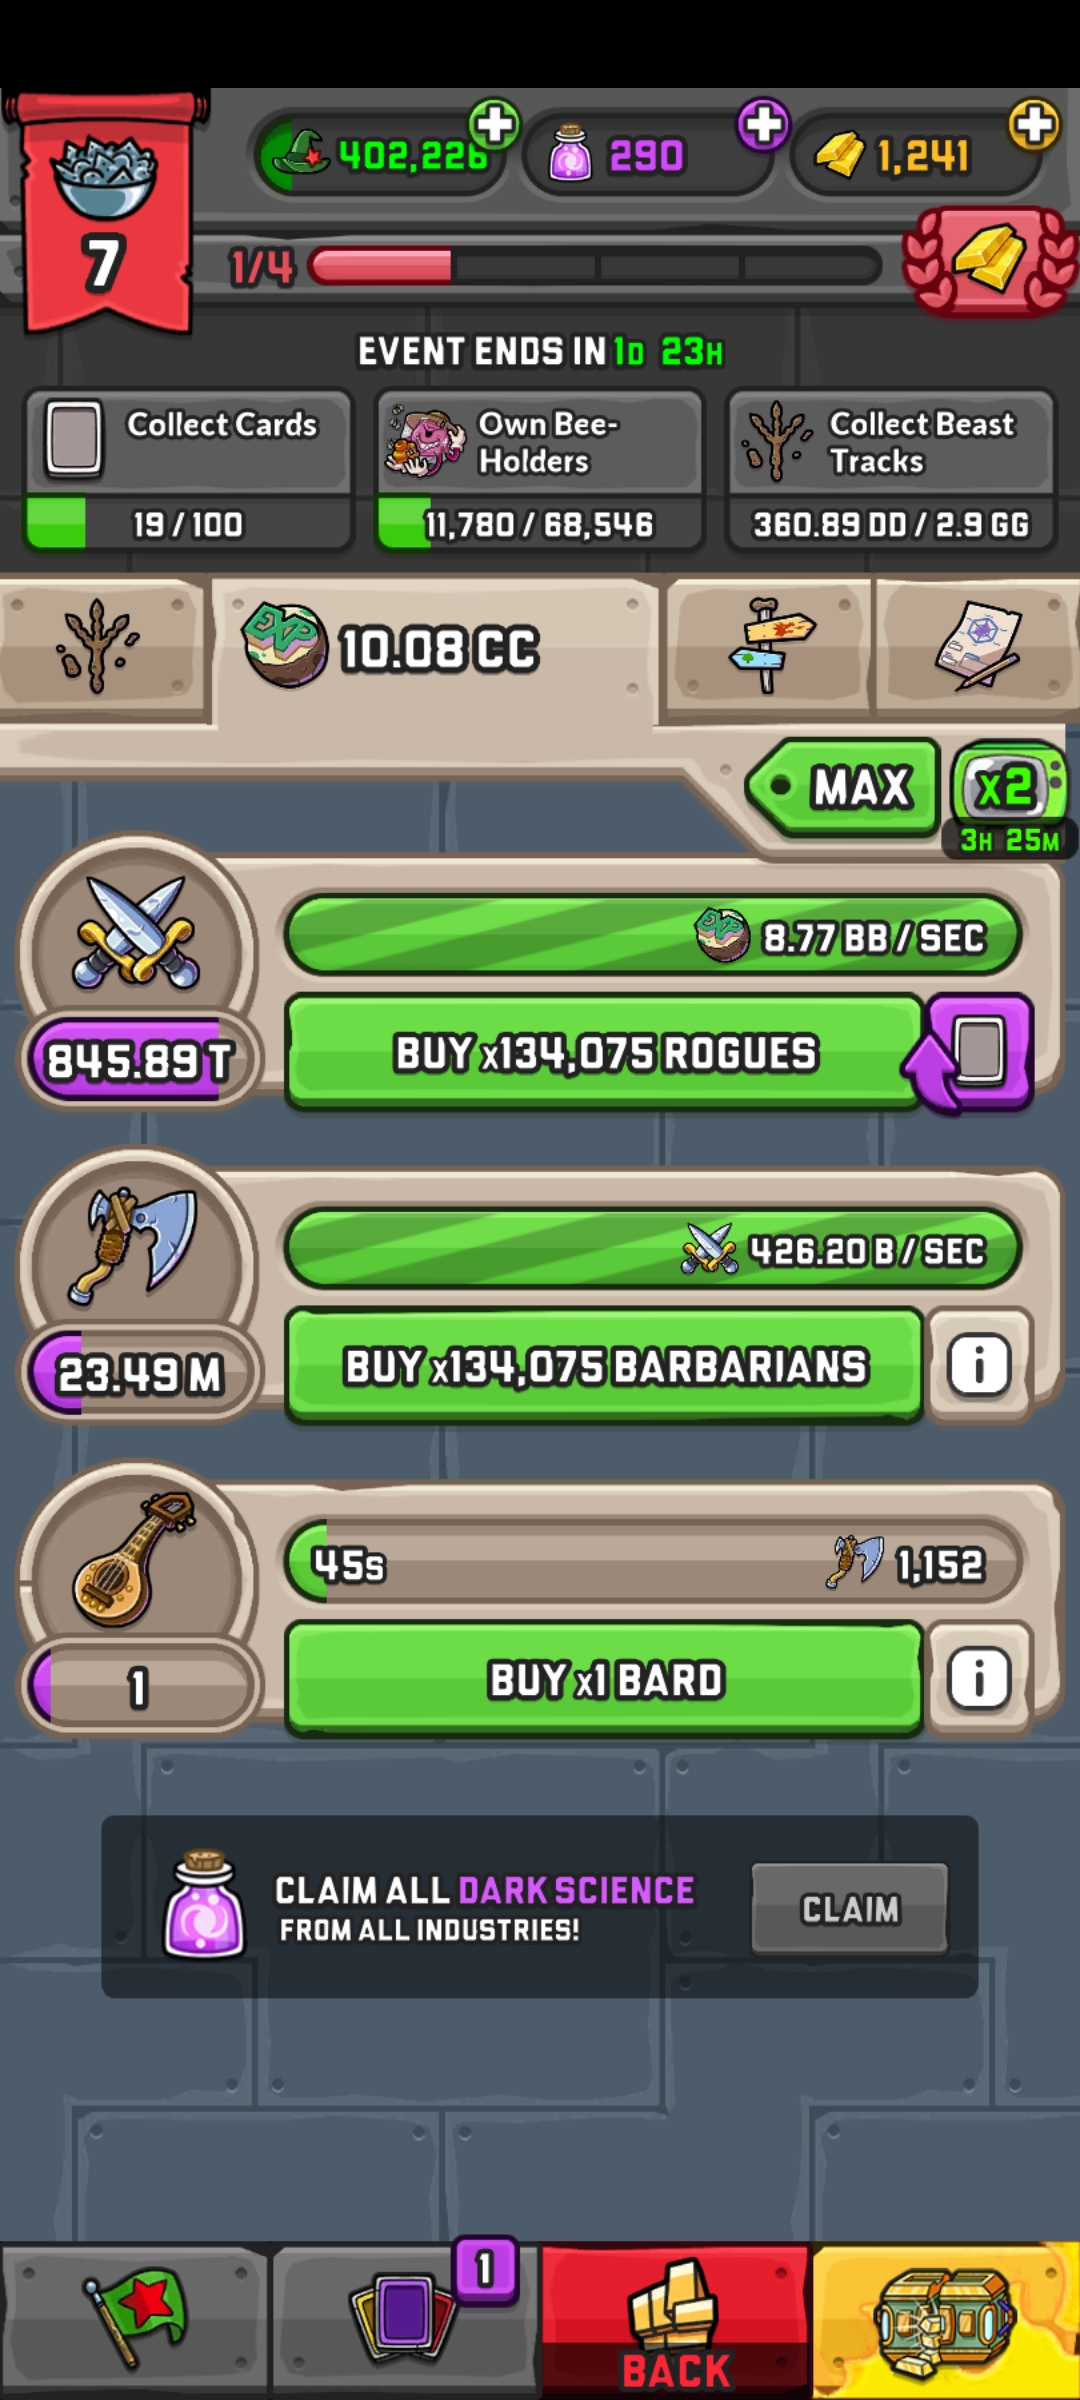 402,226
290
1,241
7
1/4
EVENT ENDS IN 1D 23H
Collect Cards
19 / 100
Own Bee-
Holders
11,780 / 68,546
Collect Beast
Tracks
360.89 DD / 2.9 GG
EXP
10.08 CC
MAX
x2
3H 25M
EXP
8.77 BB / SEC
845.89 T
BUY x134,075 ROGUES
426.20 B / SEC
23.49 M
BUY x134,075 BARBARIANS
i
45s
1,152
1
BUY x1 BARD
i
CLAIM ALL DARK SCIENCE
FROM ALL INDUSTRIES!
CLAIM
1
BACK